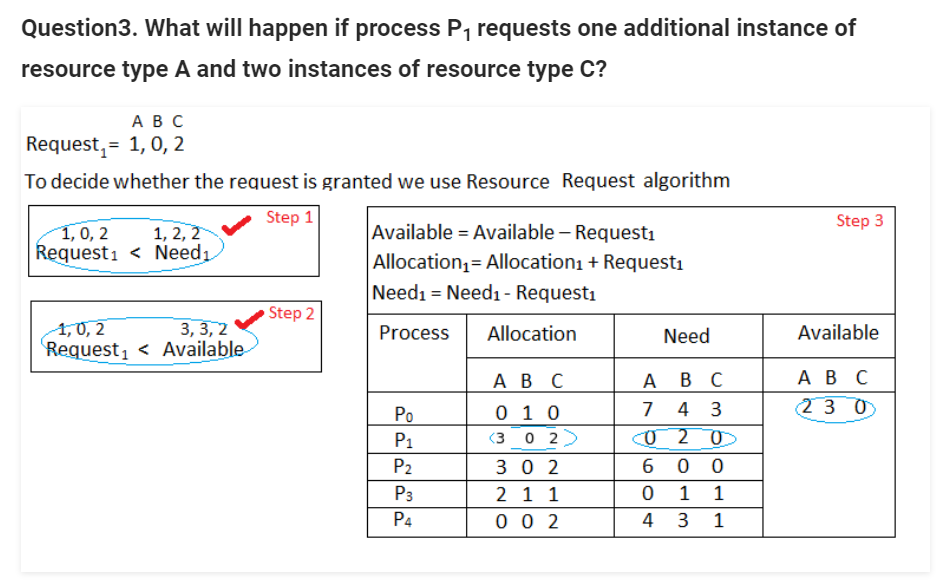 Question3. What will happen if process P₁ requests one additional instance of
resource type A and two instances of resource type C?
A B C
Request₁= 1, 0, 2
To decide whether the request is granted we use Resource Request algorithm
Step 1
1, 0, 2 1, 2, 2
Request₁ < Need₁
Step 2
1, 0, 2 3, 3, 2
Request₁ < Available
Step 3
Available = Available – Request₁
Allocation₁= Allocation₁ + Request₁
Need₁ = Need₁ - Request₁
Process Allocation Need Available
A B C A B C A B C
P₀ 0 1 0 7 4 3 2 3 0
P₁ 3 0 2 0 2 0
P₂ 3 0 2 6 0 0
P₃ 2 1 1 0 1 1
P₄ 0 0 2 4 3 1